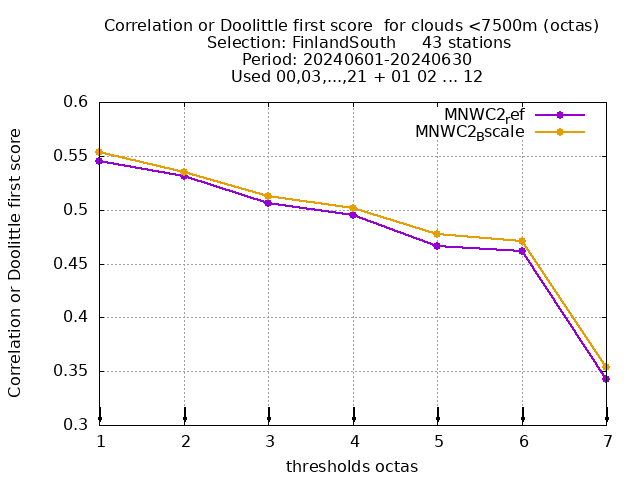 Correlation or Doolittle first score  for clouds <7500m (octas)
Selection: FinlandSouth     43 stations
Period: 20240601-20240630
Used 00,03,...,21 + 01 02 ... 12
MNWC2ref
MNWC2Bscale
Correlation or Doolittle first score
0.6
0.55
0.5
0.45
0.4
0.35
0.3
1 2 3 4 5 6 7
thresholds octas